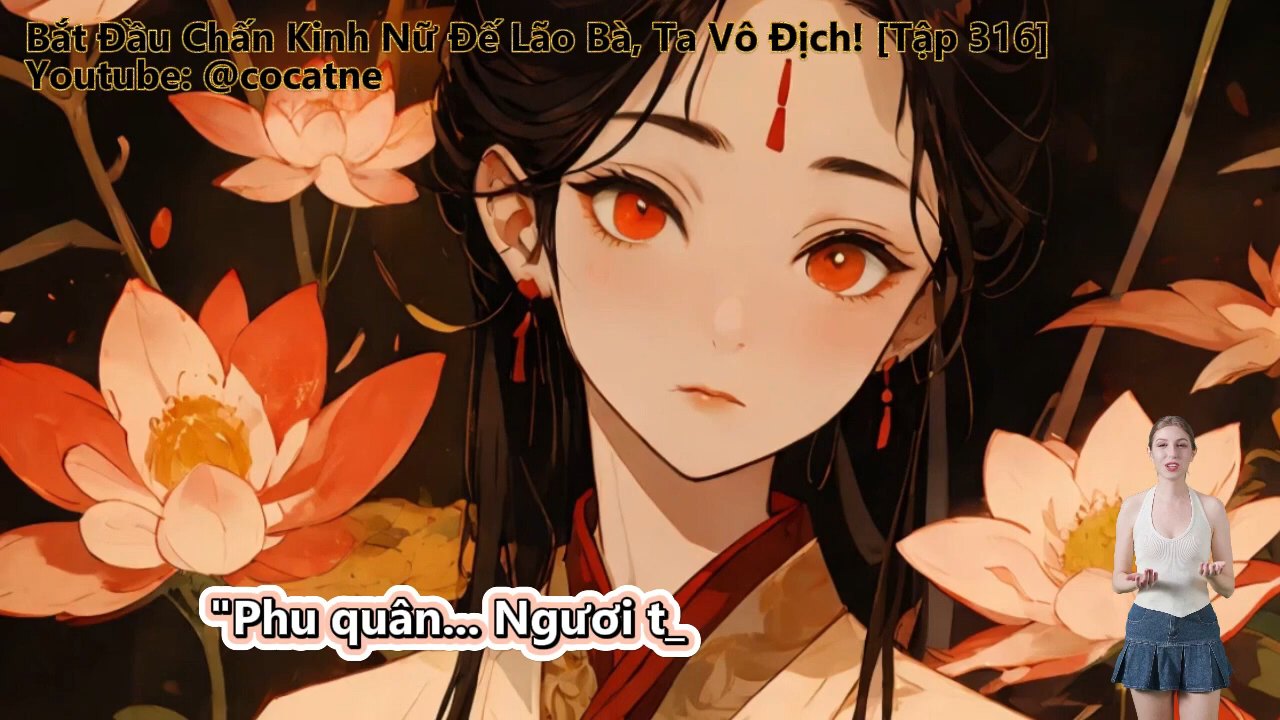 Bắt Đầu Chấn Kinh Nữ Đế Lão Bà, Ta Vô Địch! [Tập 316]
Youtube: @cocatne
"Phu quân... Ngươi t_